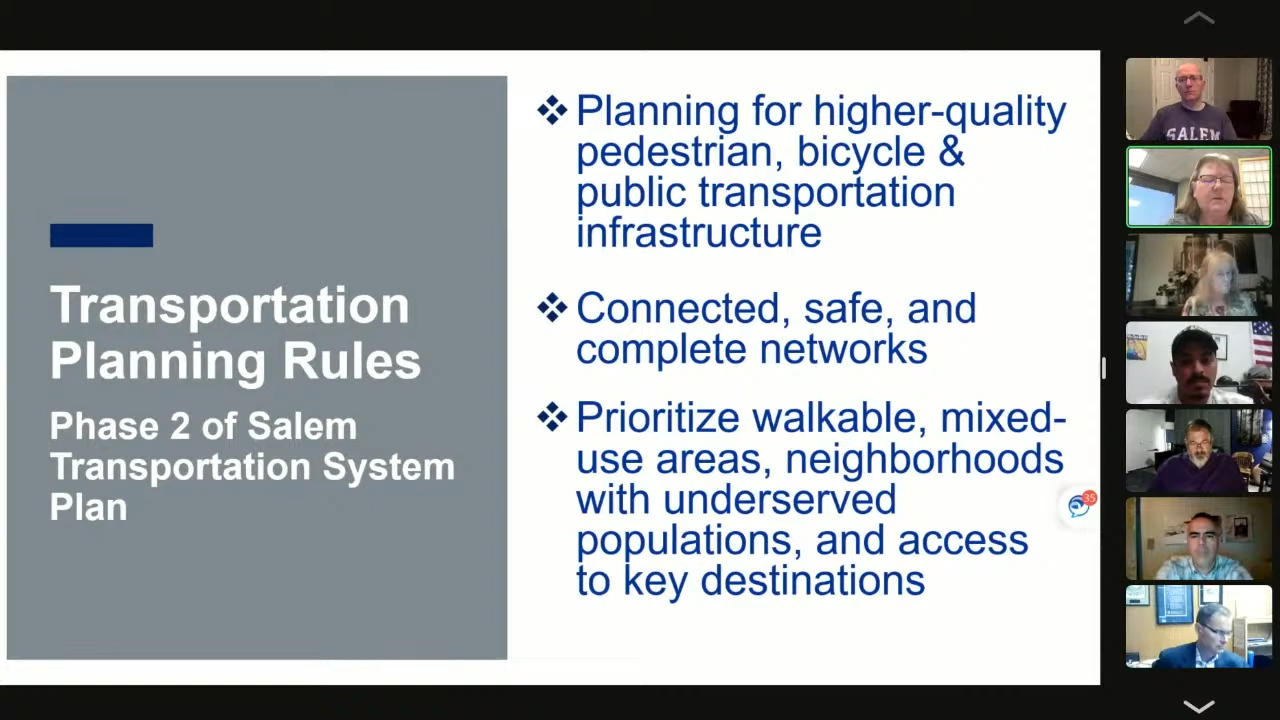 Transportation
Planning Rules
Phase 2 of Salem
Transportation System
Plan
Planning for higher-quality
pedestrian, bicycle &
public transportation
infrastructure
Connected, safe, and
complete networks
Prioritize walkable, mixed-
use areas, neighborhoods
with underserved
populations, and access
to key destinations
35
SALEM